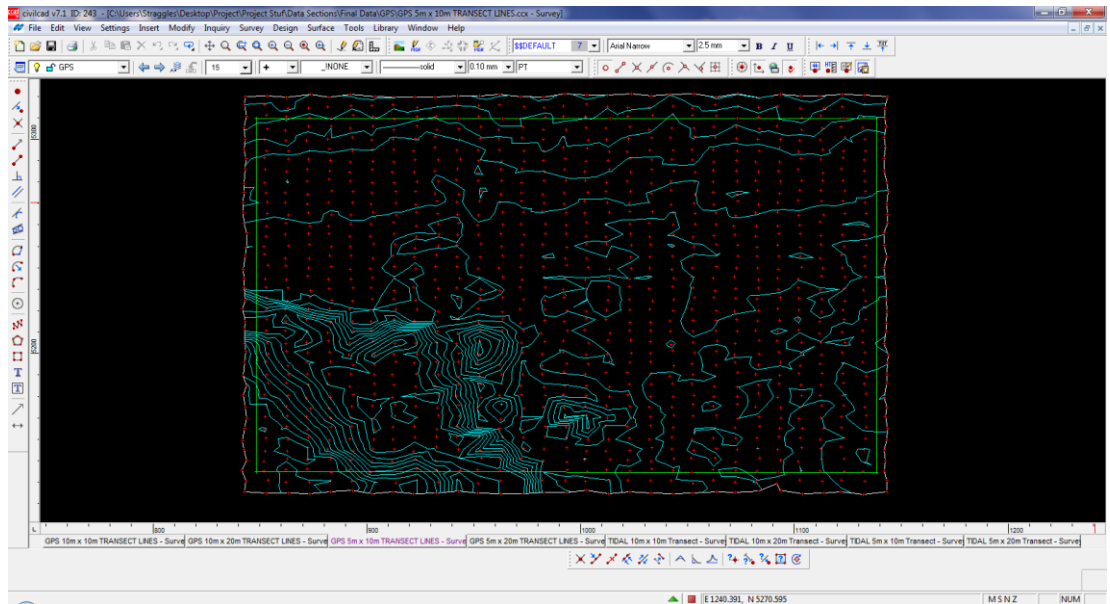 civilcad v7.1 ID: 243 - [C:\Users\Straggles\Desktop\Project\Project Stuf\Data Sections\Final Data\GPS\GPS 5m x 10m TRANSECT LINES.ccx - Survey]
File Edit View Settings Insert Modify Inquiry Survey Design Surface Tools Library Window Help
$$DEFAULT 7 Arial Narrow 2.5 mm B I U
GPS 15 + _!NONE solid 0.10 mm PT
5300
5200
L 800 900 1000 1100 1200
GPS 10m x 10m TRANSECT LINES - Surve GPS 10m x 20m TRANSECT LINES - Surve GPS 5m x 10m TRANSECT LINES - Surve GPS 5m x 20m TRANSECT LINES - Surve TIDAL 10m x 10m Transect - Surve TIDAL 10m x 20m Transect - Surve TIDAL 5m x 10m Transect - Surve TIDAL 5m x 20m Transect - Surve
E 1240.391, N 5270.595 M S N Z NUM